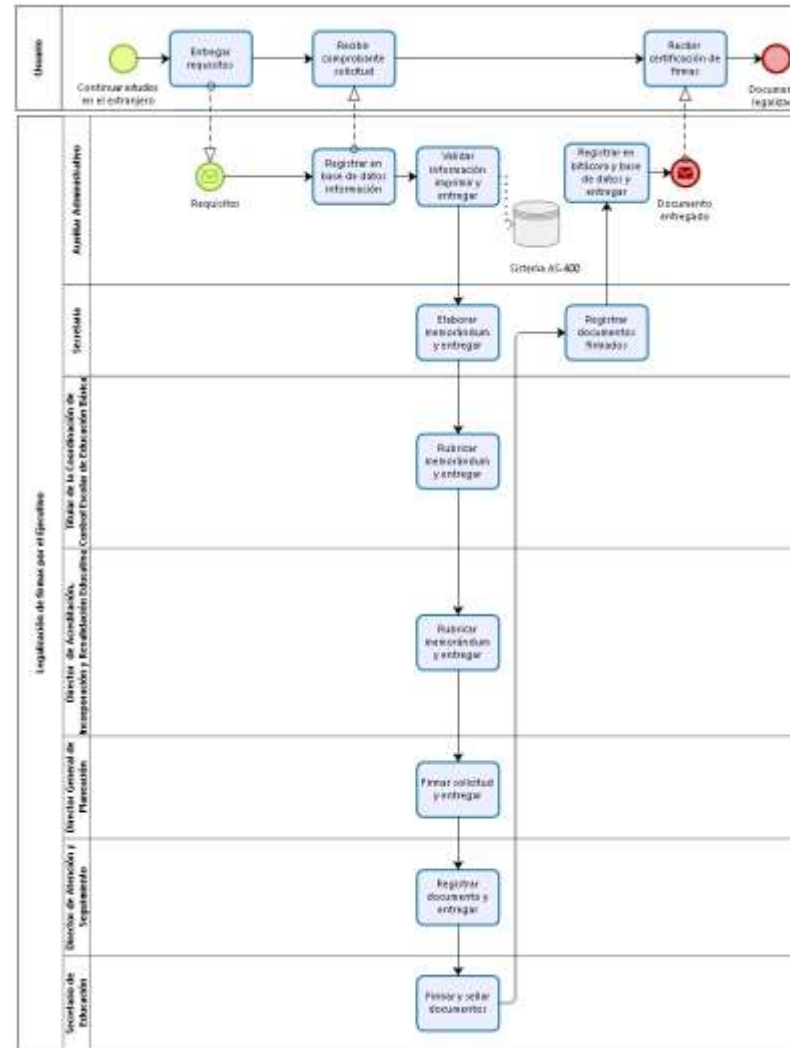 Usuario
Continuar estudios
en el extranjero
Entregar
requisitos
Recibir
comprobante
solicitud
Recibir
certificación de
firmas
Document
legalizad
Legalización de firmas por el Ejecutivo
Auxiliar Administrativo
Requisitos
Registrar en
base de datos
información
Validar
información
imprimir y
entregar
Sistema AS-400
Registrar en
bitácora y base
de datos y
entregar
Documento
entregado
Secretaria
Elaborar
memorándum
y entregar
Registrar
documentos
firmados
Titular de la Coordinación de
Control Escolar de Educación Básica
Rubricar
memorándum
y entregar
Director de Acreditación,
Incorporación y Revalidación Educativa
Rubricar
memorándum
y entregar
Director General de
Planeación
Firmar solicitud
y entregar
Director de Atención y
Seguimiento
Registrar
documento y
entregar
Secretario de
Educación
Firmar y sellar
documentos